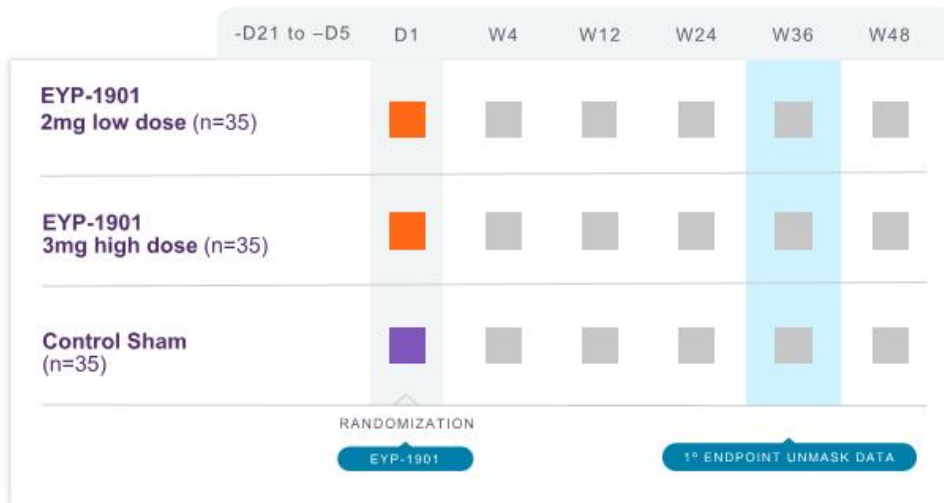 -D21 to –D5 D1 W4 W12 W24 W36 W48
EYP-1901
2mg low dose (n=35)
EYP-1901
3mg high dose (n=35)
Control Sham
(n=35)
RANDOMIZATION
EYP-1901
1º ENDPOINT UNMASK DATA